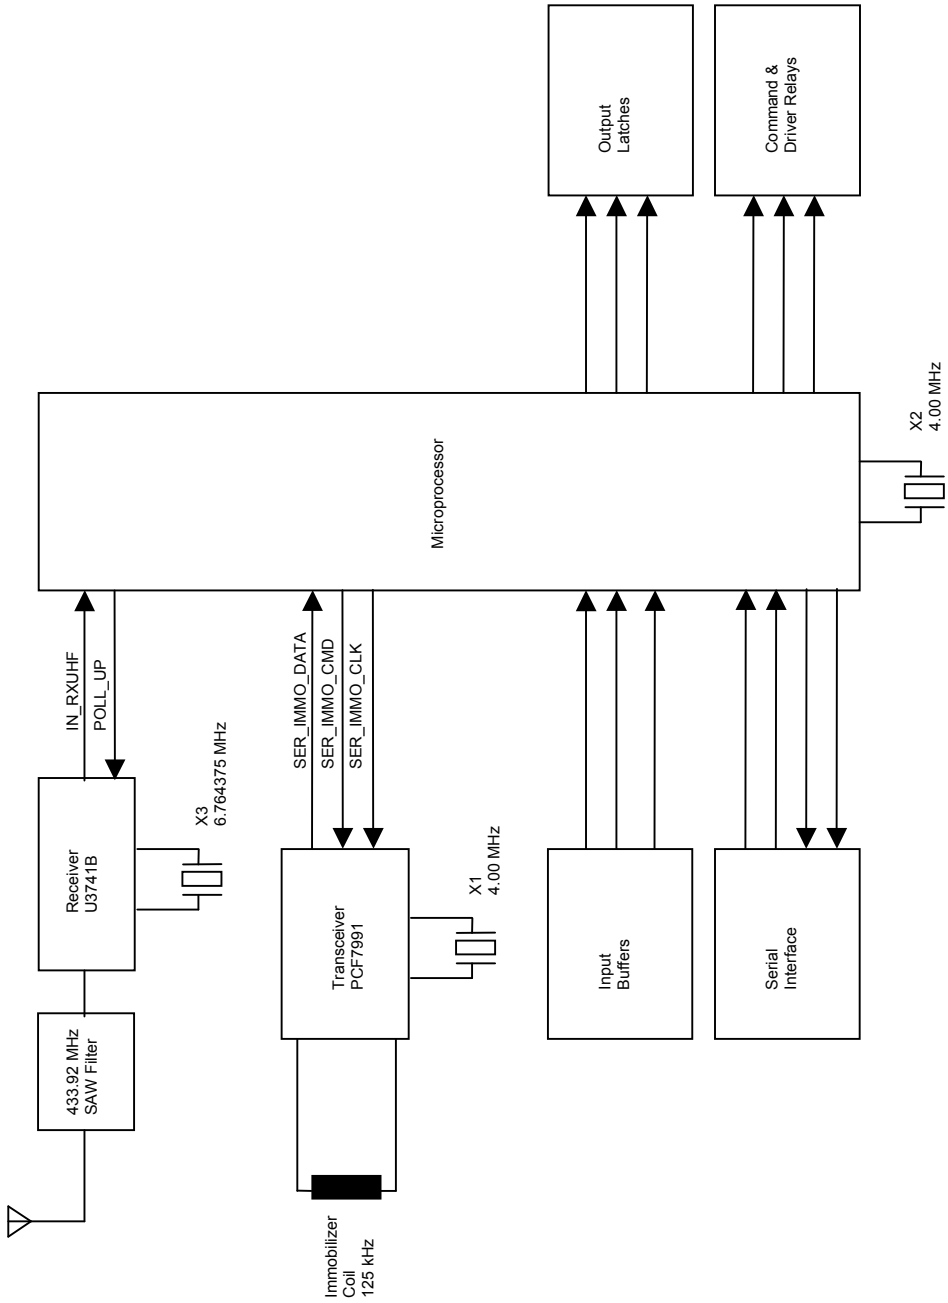 433.92 MHz
SAW Filter
Receiver
U3741B
X3
6.764375 MHz
IN_RXUHF
POLL_UP
Immobilizer
Coil
125 kHz
Transceiver
PCF7991
X1
4.00 MHz
SER_IMMO_DATA
SER_IMMO_CMD
SER_IMMO_CLK
Input
Buffers
Serial
Interface
Microprocessor
X2
4.00 MHz
Output
Latches
Command &
Driver Relays